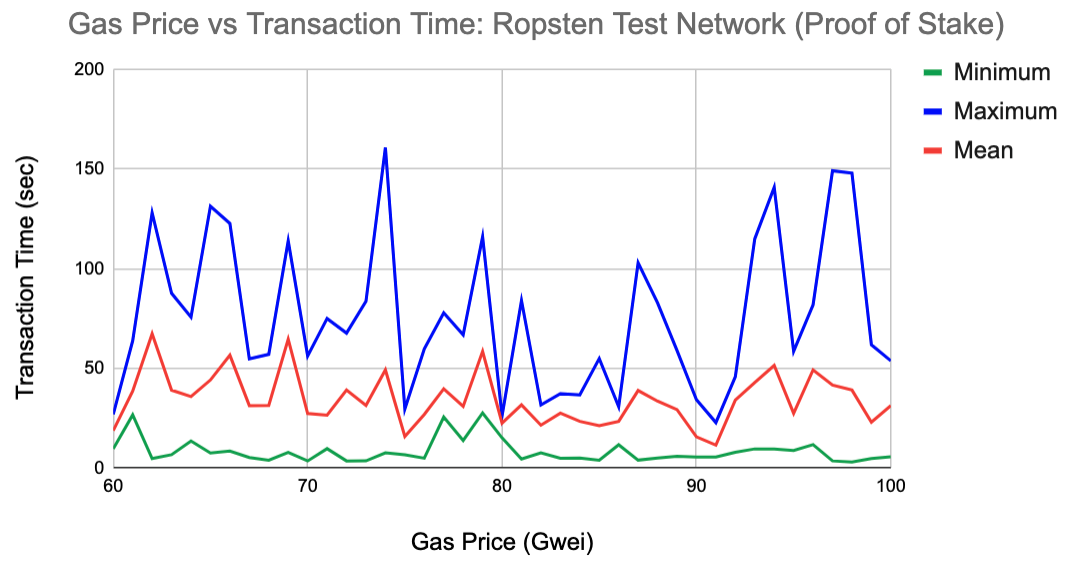 Gas Price vs Transaction Time: Ropsten Test Network (Proof of Stake)
Minimum
Maximum
Mean
Transaction Time (sec)
200
150
100
50
0
60 70 80 90 100
Gas Price (Gwei)